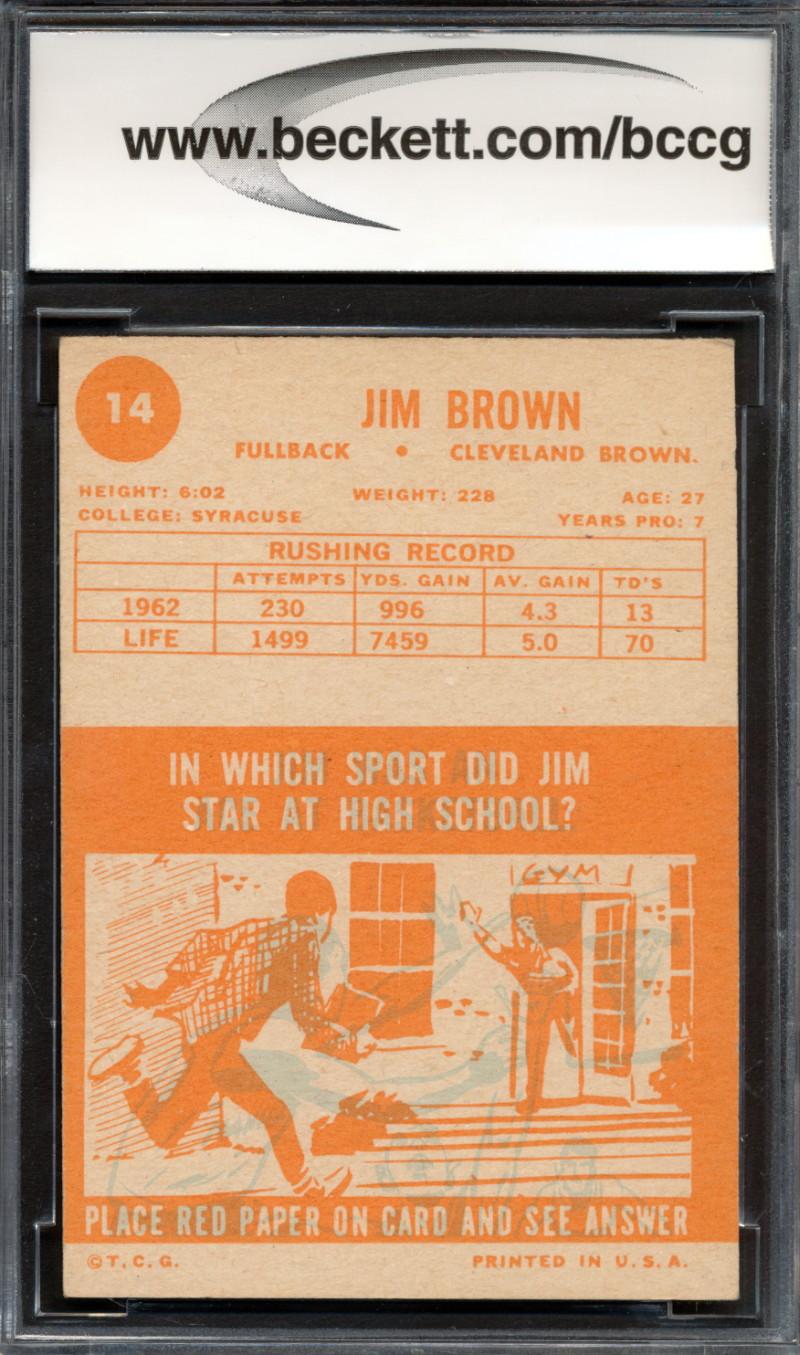 www.beckett.com/bccg
14
JIM BROWN
FULLBACK • CLEVELAND BROWN.
HEIGHT: 6:02 WEIGHT: 228 AGE: 27
COLLEGE: SYRACUSE YEARS PRO: 7
RUSHING RECORD
ATTEMPTS YDS. GAIN AV. GAIN TD'S
1962 230 996 4.3 13
LIFE 1499 7459 5.0 70
IN WHICH SPORT DID JIM
STAR AT HIGH SCHOOL?
GYM
PLACE RED PAPER ON CARD AND SEE ANSWER
©T.C.G. PRINTED IN U.S.A.